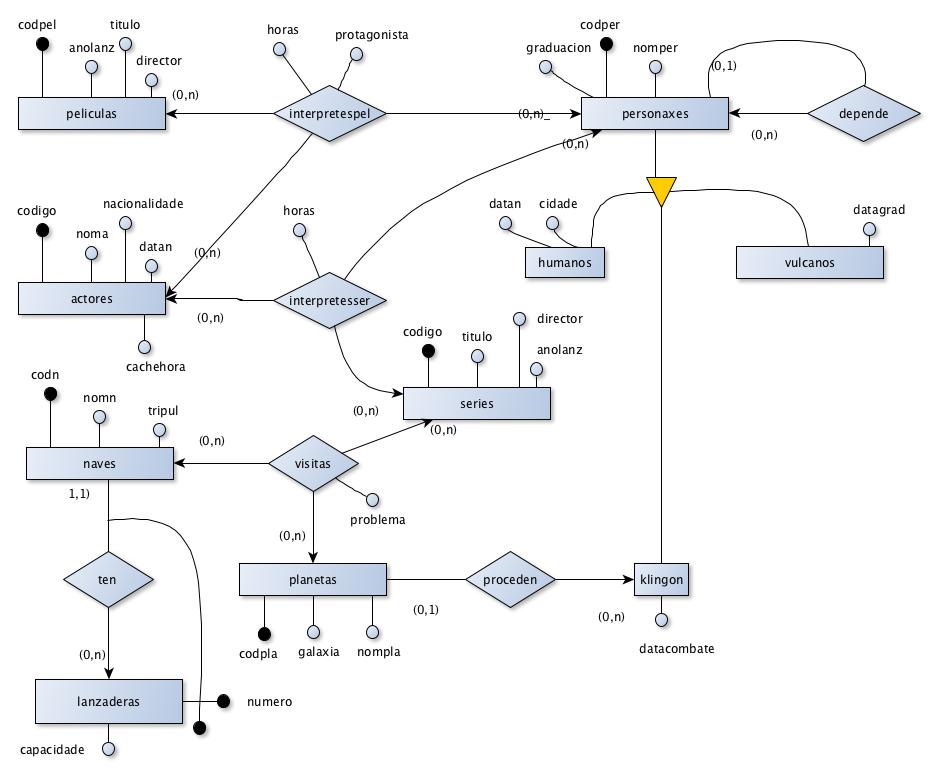 codpel
titulo
anolanz
director
(0,n)
peliculas
horas
protagonista
interpretespel
codper
graduacion
nomper
(0,1)
(0,n)_
personaxes
(0,n)
depende
(0,n)
codigo
nacionalidade
noma
datan
(0,n)
actores
(0,n)
cachehora
horas
interpretesser
datan
cidade
humanos
datagrad
vulcanos
codigo
titulo
director
anolanz
series
(0,n)
(0,n)
codn
nomn
tripul
(0,n)
naves
1,1)
visitas
problema
(0,n)
ten
planetas
proceden
klingon
(0,1)
(0,n)
codpla
galaxia
nompla
datacombate
(0,n)
lanzaderas
numero
capacidade